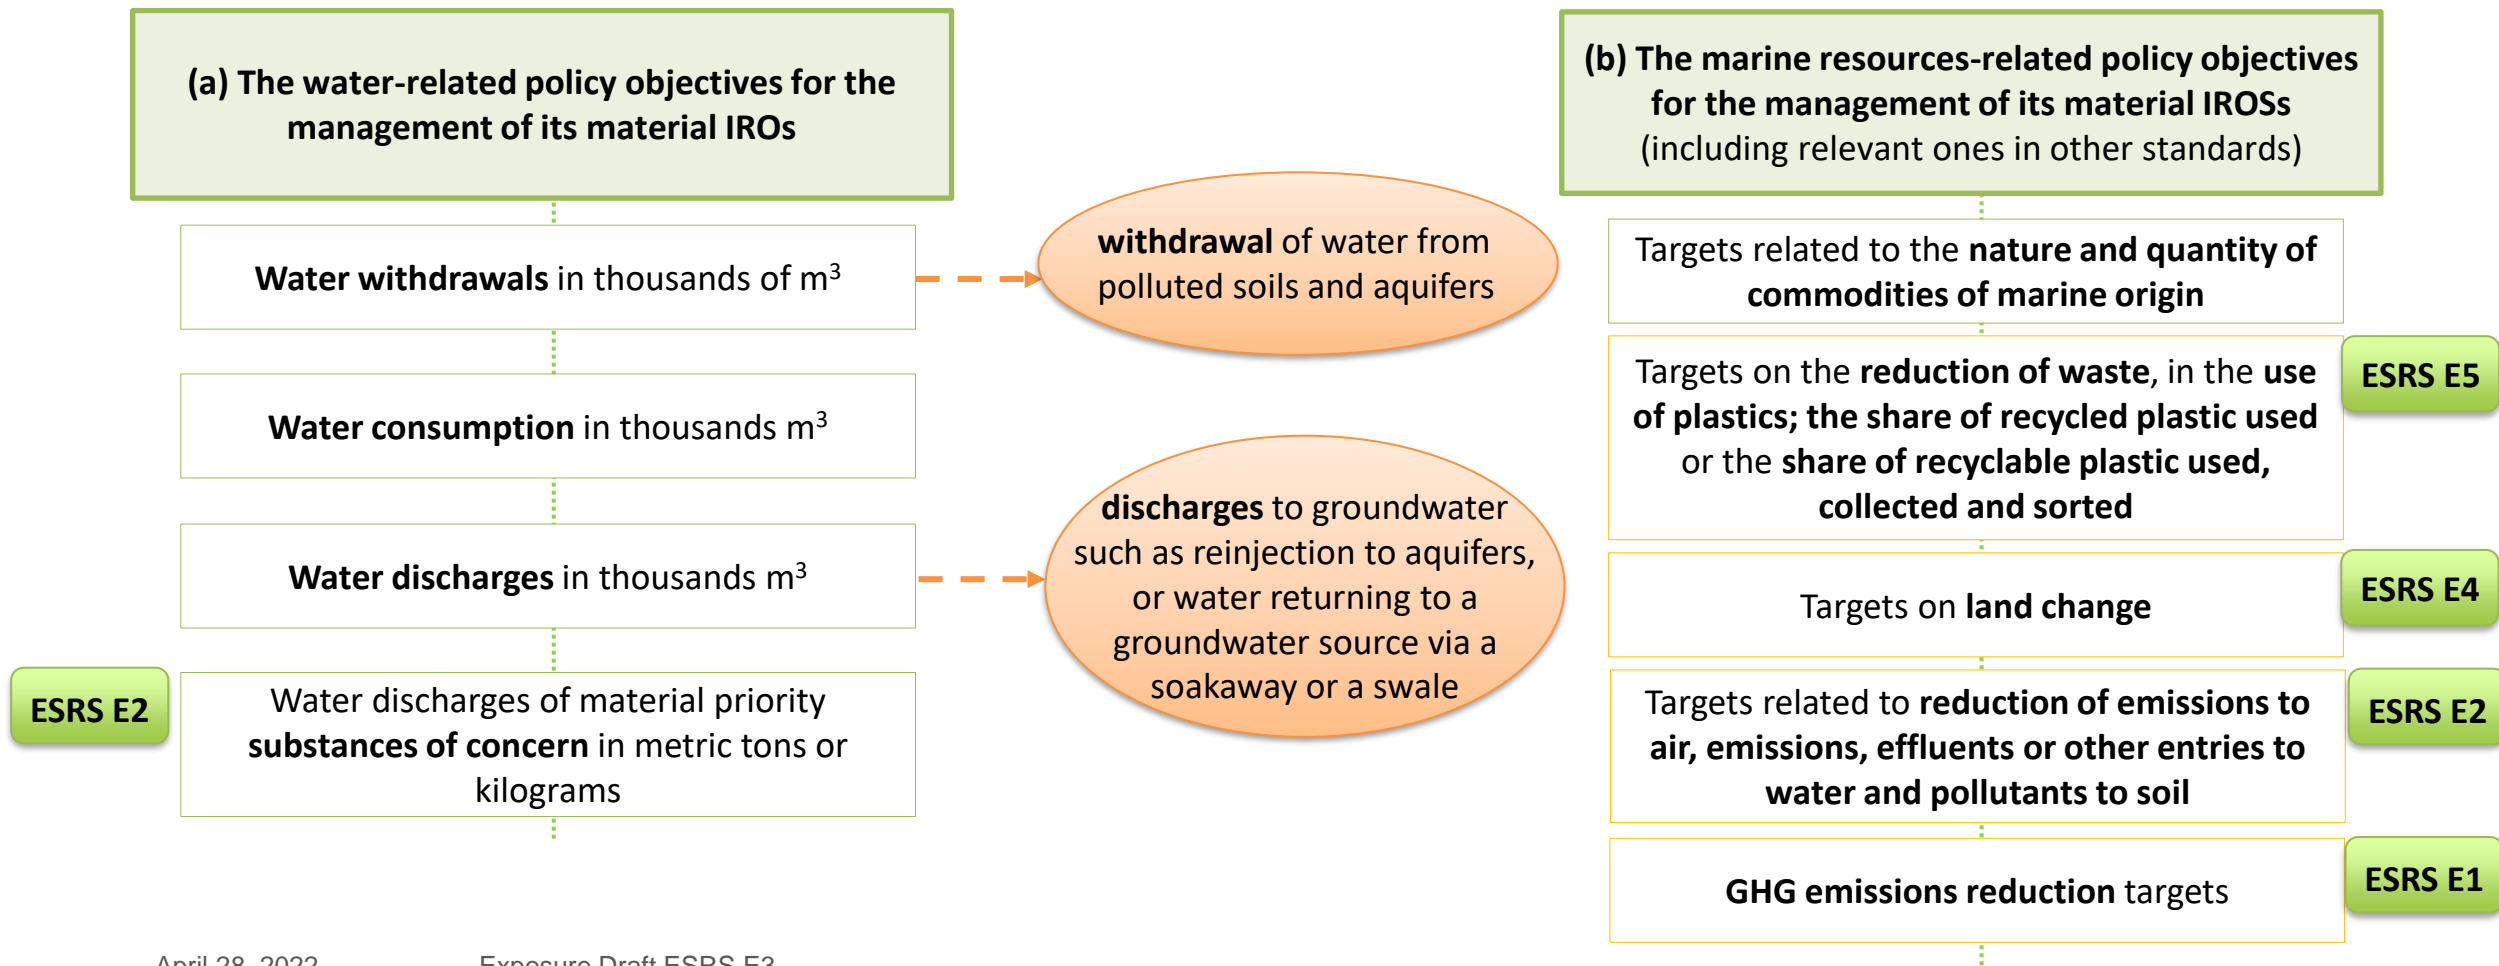 (a) The water-related policy objectives for the
management of its material IROs
Water withdrawals in thousands of m³
Water consumption in thousands m³
Water discharges in thousands m³
ESRS E2
Water discharges of material priority
substances of concern in metric tons or
kilograms
withdrawal of water from
polluted soils and aquifers
discharges to groundwater
such as reinjection to aquifers,
or water returning to a
groundwater source via a
soakaway or a swale
(b) The marine resources-related policy objectives
for the management of its material IROSs
(including relevant ones in other standards)
Targets related to the nature and quantity of
commodities of marine origin
Targets on the reduction of waste, in the use
of plastics; the share of recycled plastic used
or the share of recyclable plastic used,
collected and sorted
ESRS E5
Targets on land change
ESRS E4
Targets related to reduction of emissions to
air, emissions, effluents or other entries to
water and pollutants to soil
ESRS E2
GHG emissions reduction targets
ESRS E1
April 28, 2022
Exposure Draft ESRS E3